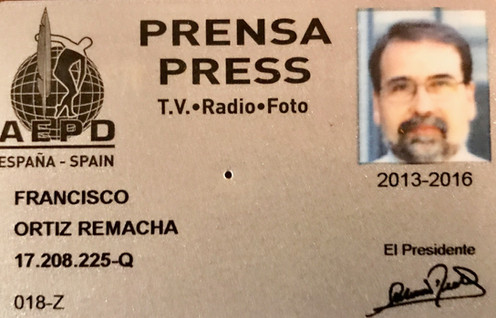 PRENSA
PRESS
T.V.•Radio•Foto
AEPD
ESPAÑA - SPAIN
2013-2016
FRANCISCO
ORTIZ REMACHA
17.208.225-Q
El Presidente
018-Z